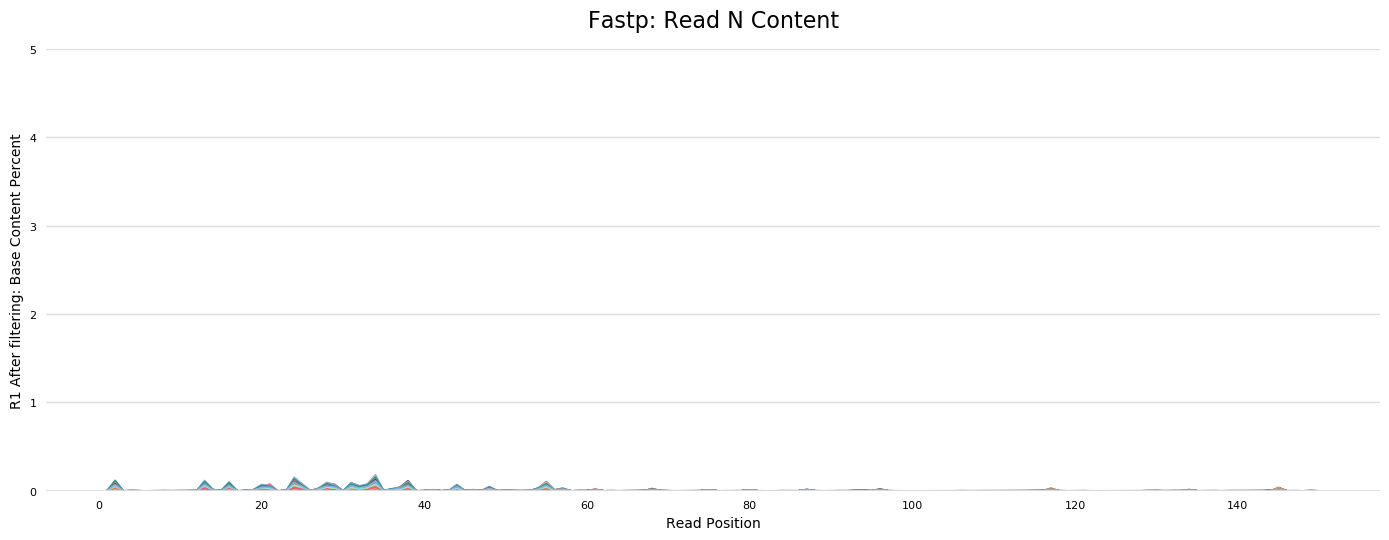 Fastp: Read N Content
R1 After filtering: Base Content Percent
5
4
3
2
1
0
0 20 40 60 80 100 120 140
Read Position